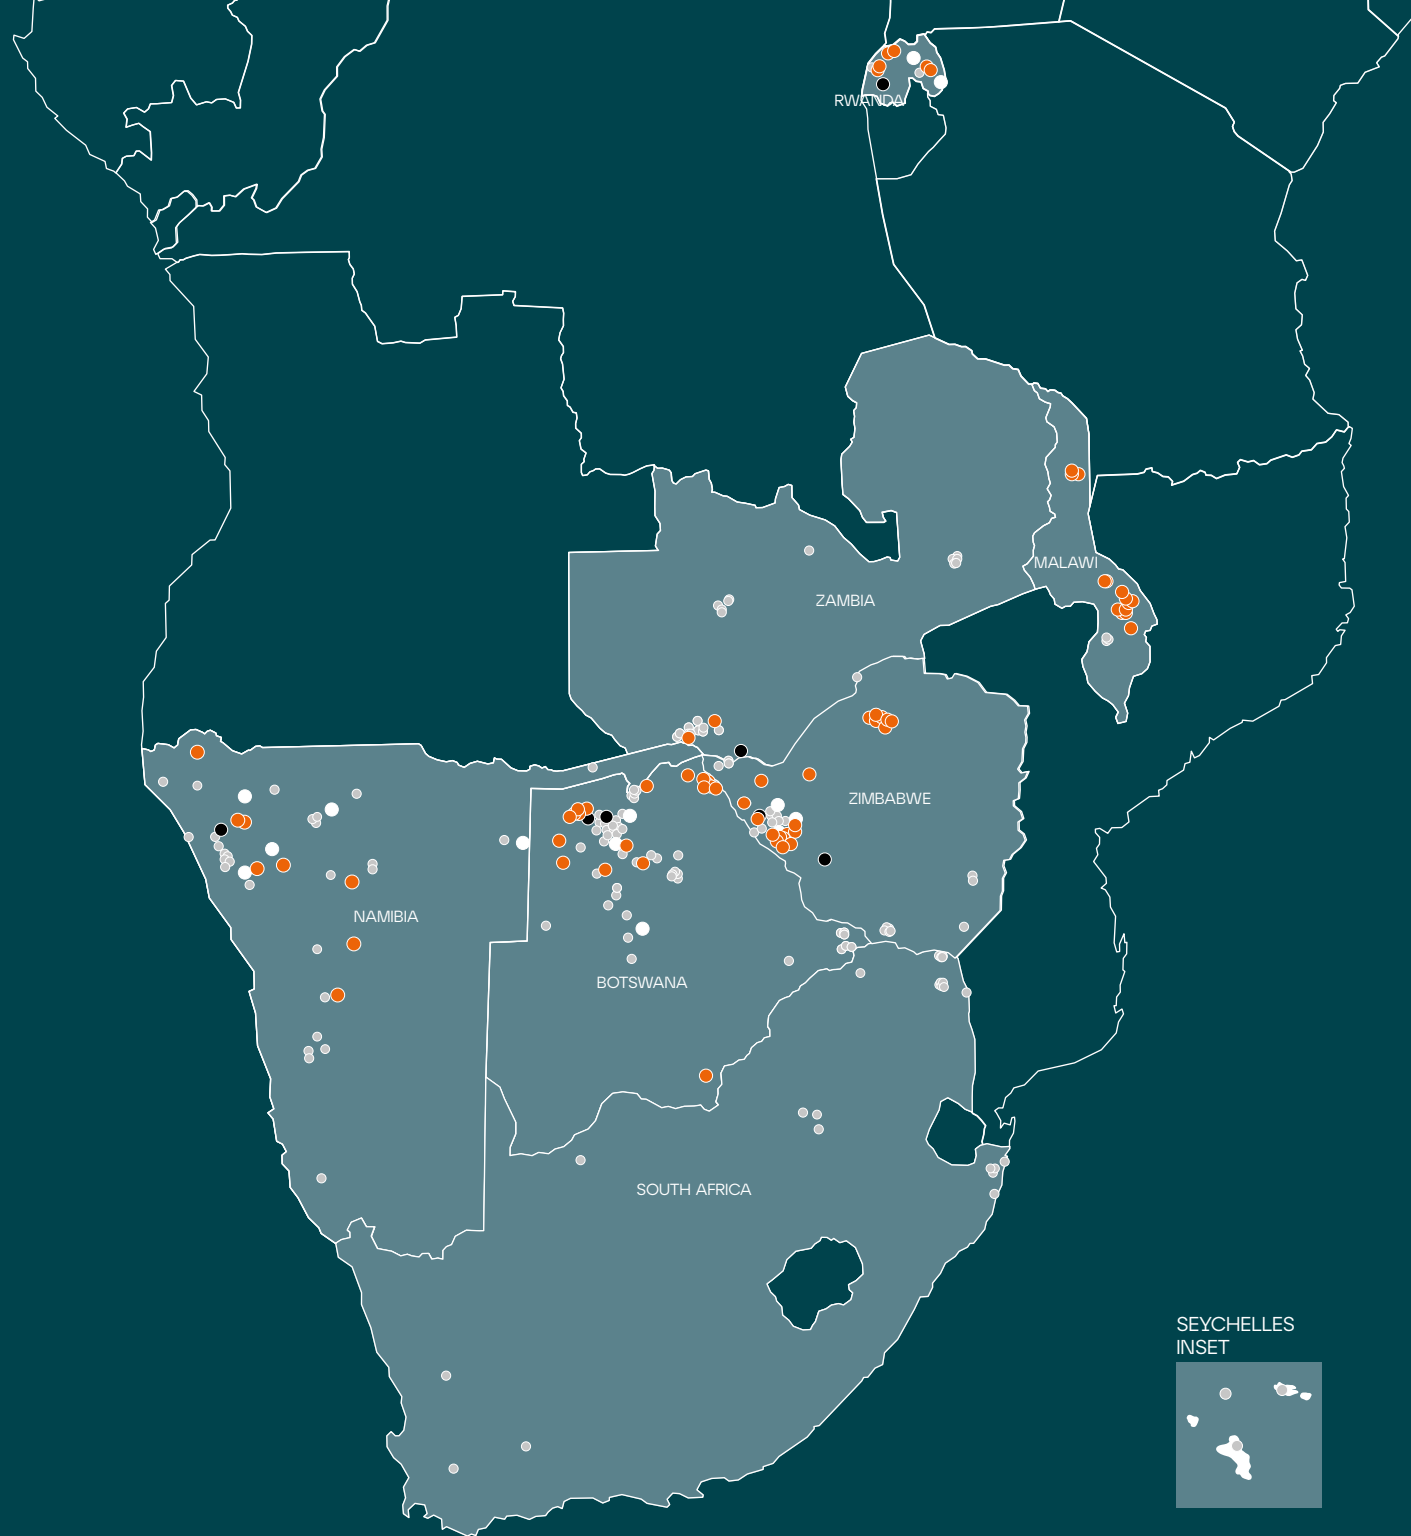 RWANDA
MALAWI
ZAMBIA
ZIMBABWE
NAMIBIA
BOTSWANA
SOUTH AFRICA
SEYCHELLES
INSET